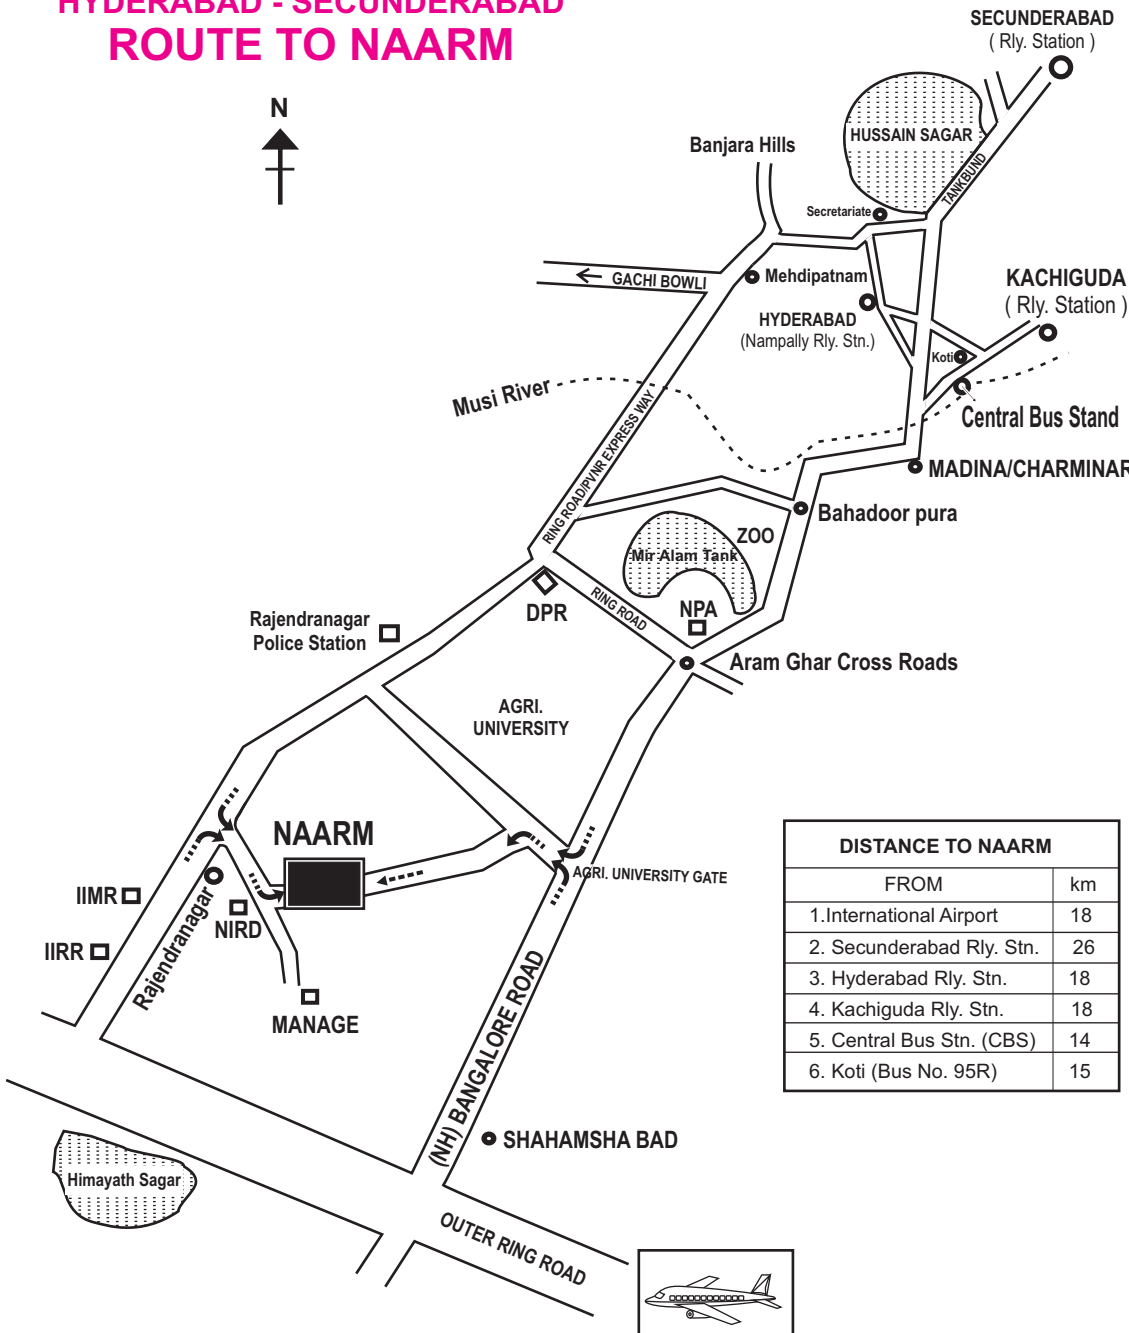 HYDERABAD - SECUNDERABAD
ROUTE TO NAARM
SECUNDERABAD
( Rly. Station )
N
HUSSAIN SAGAR
Banjara Hills
TANKBUND
Secretariate
GACHI BOWLI
Mehdipatnam
KACHIGUDA
( Rly. Station )
HYDERABAD
(Nampally Rly. Stn.)
Koti
Musi River
Central Bus Stand
RING ROAD/PVNR EXPRESS WAY
MADINA/CHARMINAR
Bahadoor pura
ZOO
Mir Alam Tank
DPR
RING ROAD
NPA
Rajendranagar
Police Station
Aram Ghar Cross Roads
AGRI.
UNIVERSITY
NAARM
AGRI. UNIVERSITY GATE
IIMR
NIRD
IIRR
Rajendranagar
MANAGE
(NH) BANGALORE ROAD
SHAHAMSHA BAD
Himayath Sagar
OUTER RING ROAD
DISTANCE TO NAARM
FROM km
1.International Airport 18
2. Secunderabad Rly. Stn. 26
3. Hyderabad Rly. Stn. 18
4. Kachiguda Rly. Stn. 18
5. Central Bus Stn. (CBS) 14
6. Koti (Bus No. 95R) 15